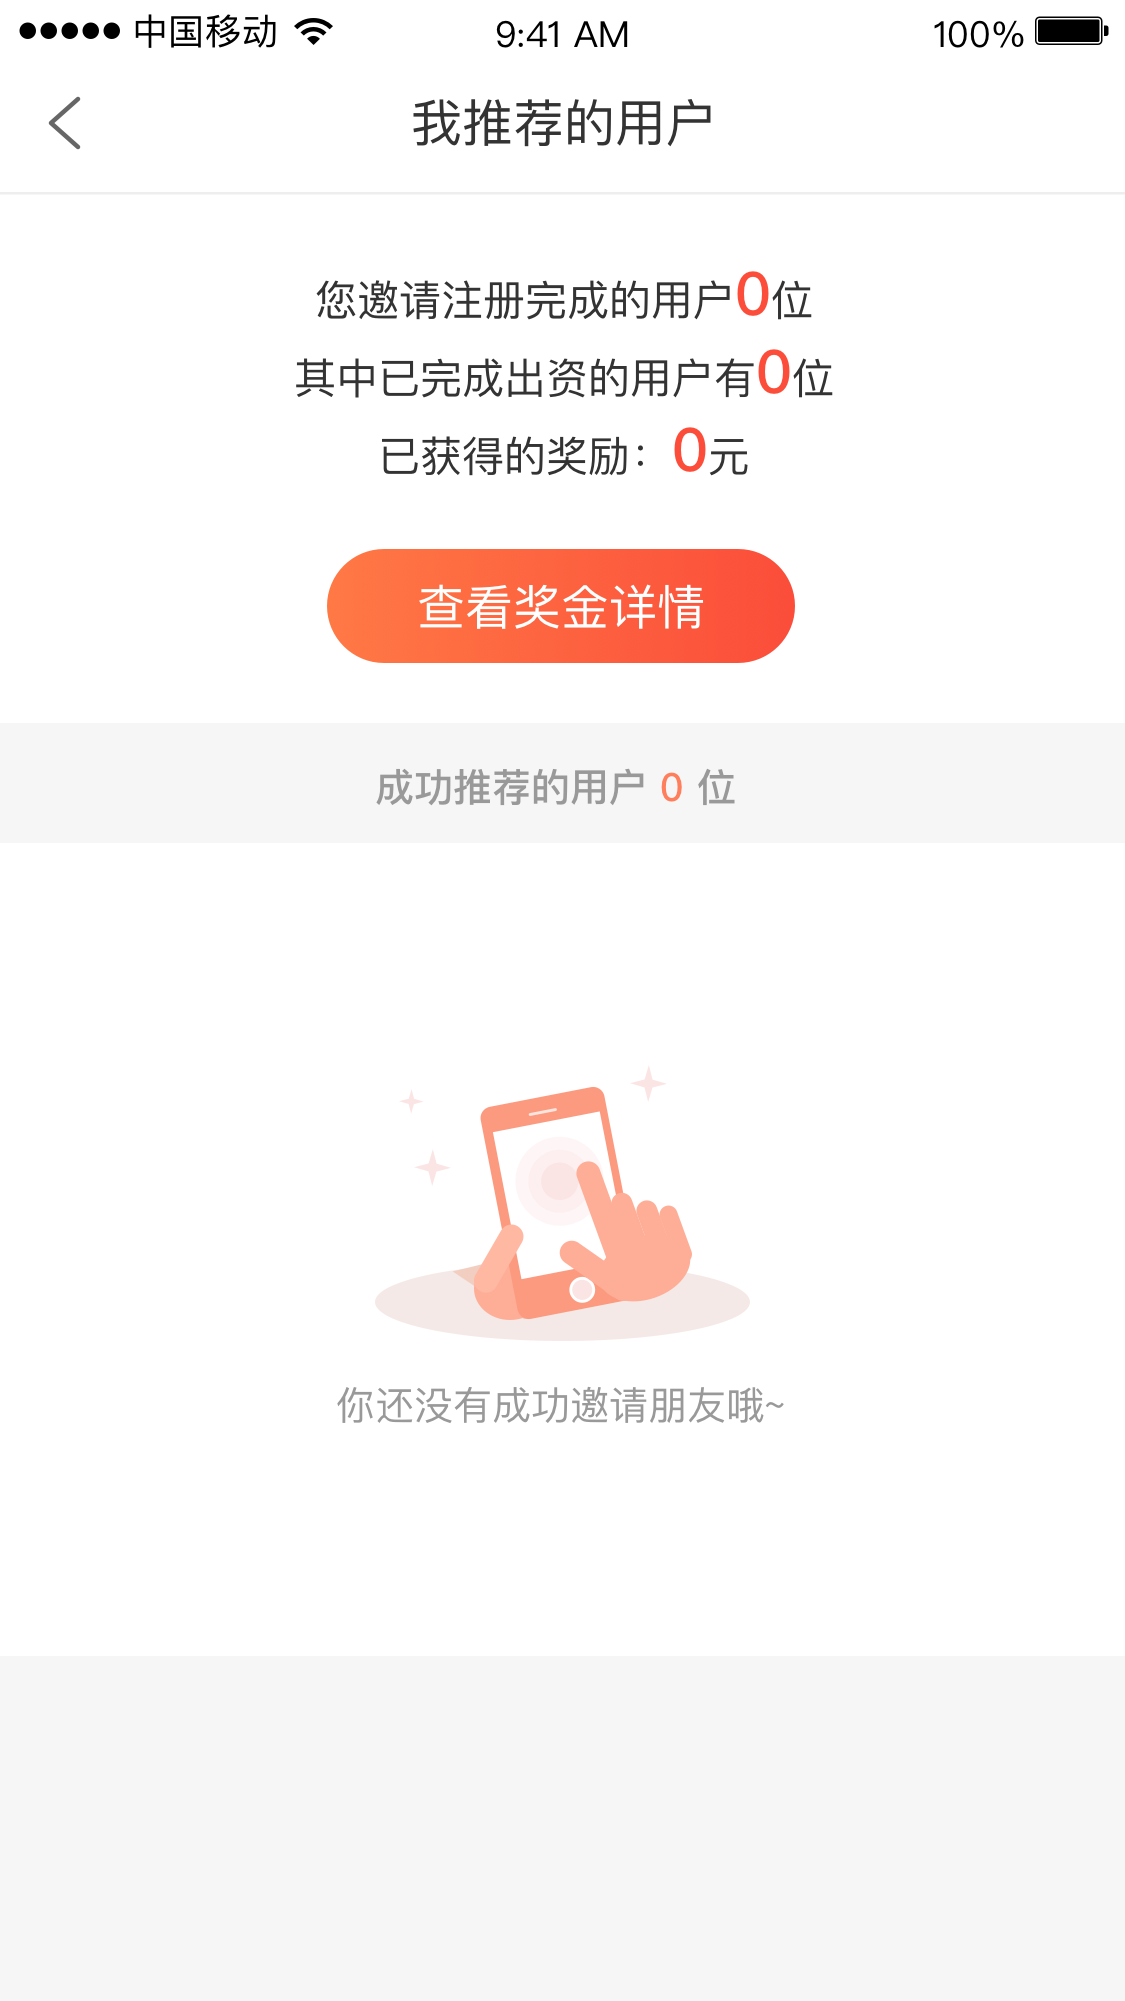 中国移动 9:41 AM 100%
我推荐的用户
您邀请注册完成的用户0位
其中已完成出资的用户有0位
已获得的奖励：0元
查看奖金详情
成功推荐的用户 0 位
你还没有成功邀请朋友哦~